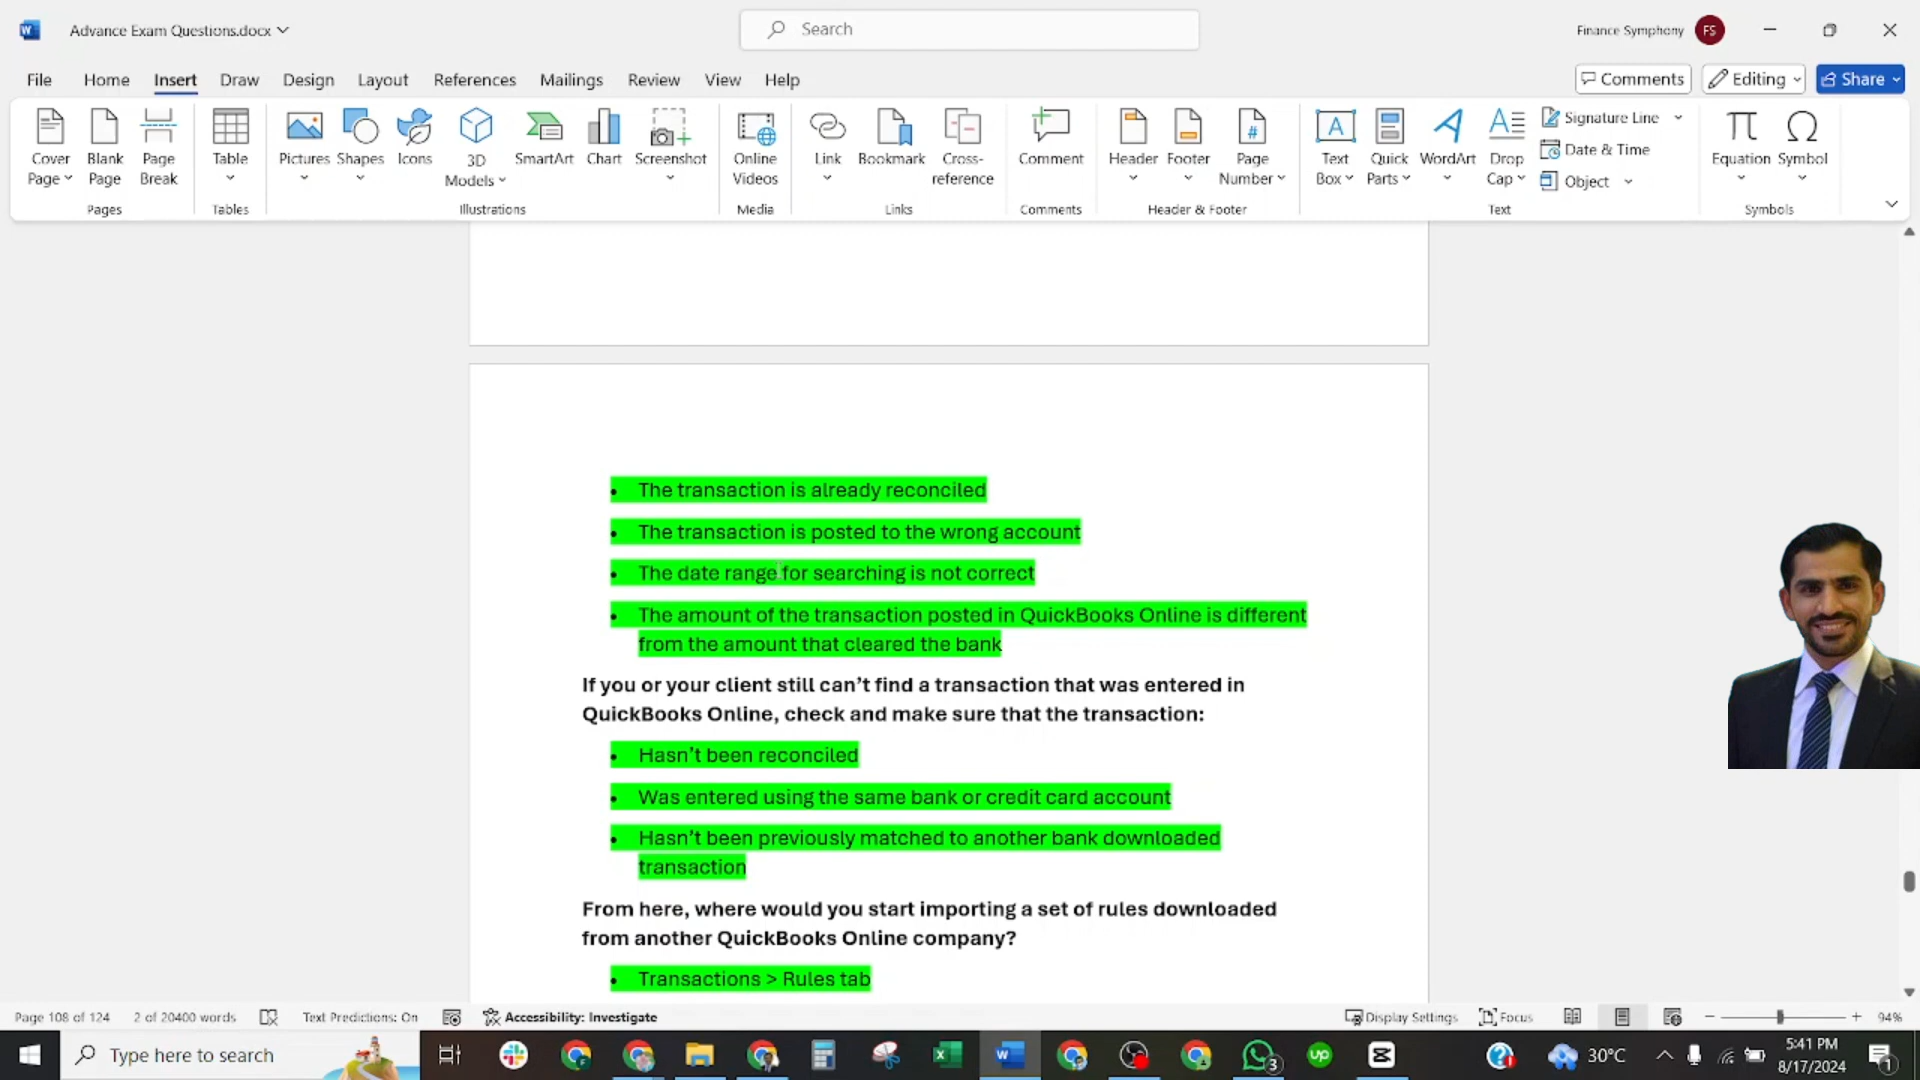 Advance Exam Questions.docx
Search
Finance Symphony FS
File Home Insert Draw Design Layout References Mailings Review View Help
Comments Editing Share
Cover Page
Blank Page
Page Break
Pages
Table
Tables
Pictures
Shapes
Icons
3D Models
SmartArt
Chart
Screenshot
Illustrations
Online Videos
Media
Link
Bookmark
Cross-reference
Links
Comment
Comments
Header
Footer
Page Number
Header & Footer
Text Box
Quick Parts
WordArt
Drop Cap
Signature Line
Date & Time
Object
Text
Equation
Symbol
Symbols
• The transaction is already reconciled
• The transaction is posted to the wrong account
• The date range for searching is not correct
• The amount of the transaction posted in QuickBooks Online is different
from the amount that cleared the bank
If you or your client still can’t find a transaction that was entered in
QuickBooks Online, check and make sure that the transaction:
• Hasn’t been reconciled
• Was entered using the same bank or credit card account
• Hasn’t been previously matched to another bank downloaded
transaction
From here, where would you start importing a set of rules downloaded
from another QuickBooks Online company?
• Transactions > Rules tab
Page 108 of 124 2 of 20400 words Text Predictions: On Accessibility: Investigate Display Settings Focus 94%
Type here to search
W
up
3
30°C
5:41 PM
8/17/2024
1